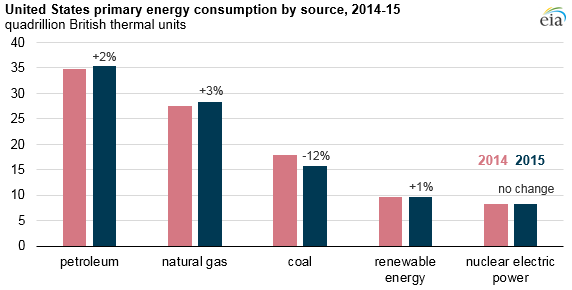 United States primary energy consumption by source, 2014-15
quadrillion British thermal units
eia
40
35
30
25
20
15
10
5
0
+2%
+3%
-12%
+1%
no change
2014 2015
petroleum
natural gas
coal
renewable
energy
nuclear electric
power